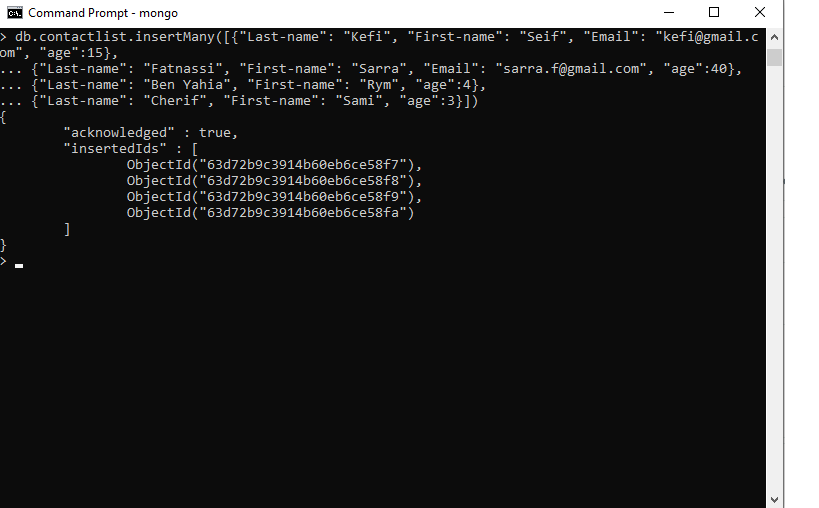 Command Prompt - mongo
> db.contactlist.insertMany([{"Last-name": "Kefi", "First-name": "Seif", "Email": "kefi@gmail.c
om", "age":15},
... {"Last-name": "Fatnassi", "First-name": "Sarra", "Email": "sarra.f@gmail.com", "age":40},
... {"Last-name": "Ben Yahia", "First-name": "Rym", "age":4},
... {"Last-name": "Cherif", "First-name": "Sami", "age":3}])
{
        "acknowledged" : true,
        "insertedIds" : [
                ObjectId("63d72b9c3914b60eb6ce58f7"),
                ObjectId("63d72b9c3914b60eb6ce58f8"),
                ObjectId("63d72b9c3914b60eb6ce58f9"),
                ObjectId("63d72b9c3914b60eb6ce58fa")
        ]
}
>